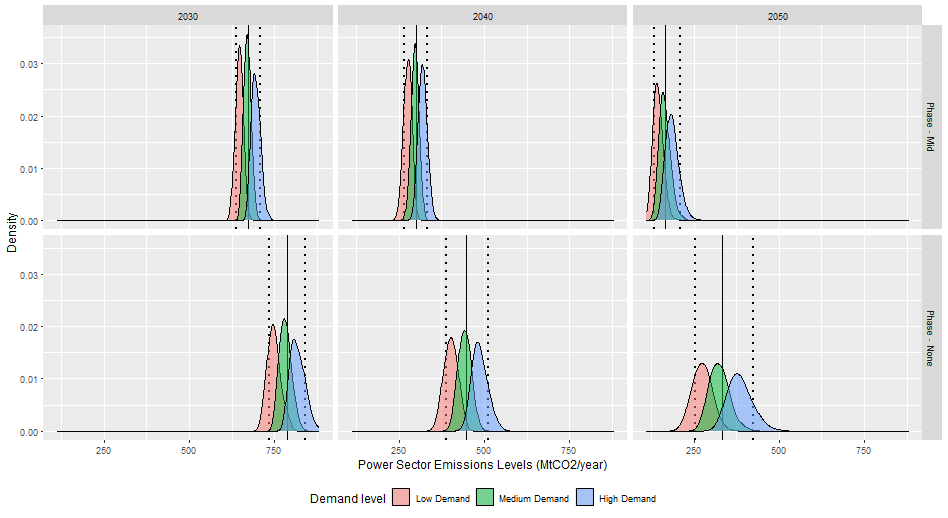 2030 2040 2050
0.03
0.02
0.01
0.00
Phase - Mid
Density
0.03
0.02
0.01
0.00
Phase - None
250 500 750 250 500 750 250 500 750
Power Sector Emissions Levels (MtCO2/year)
Demand level Low Demand Medium Demand High Demand